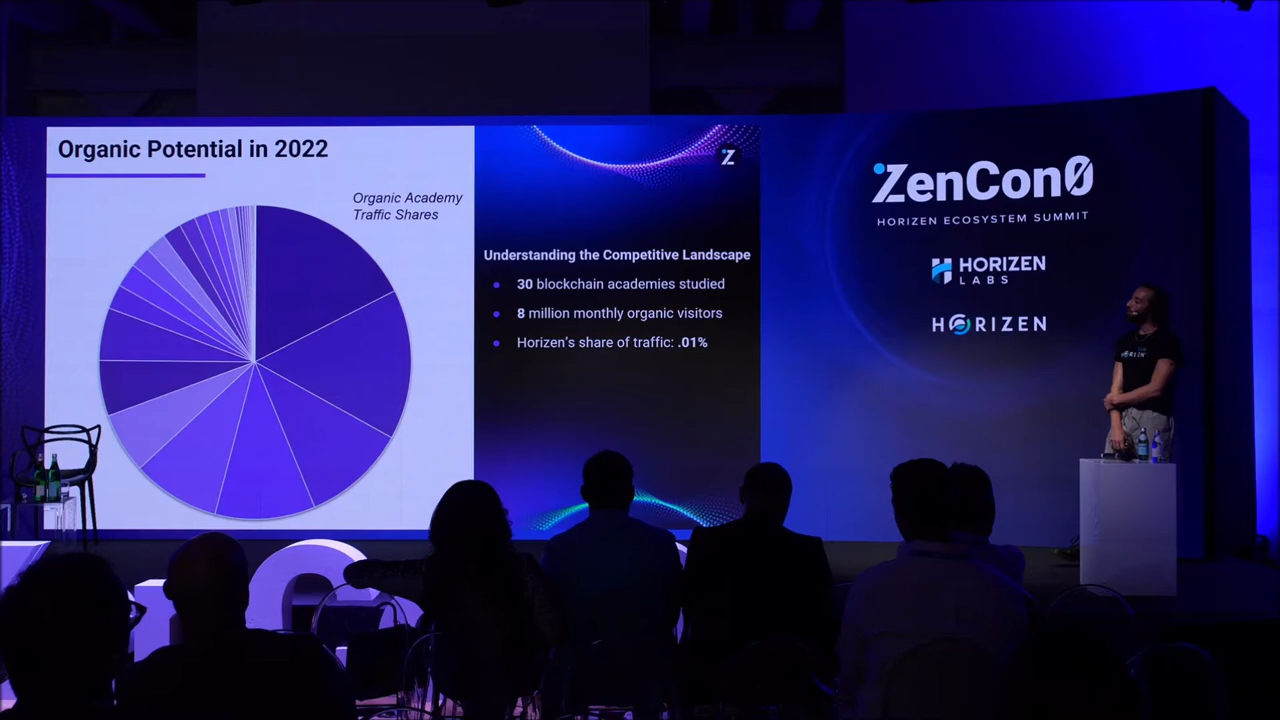 Organic Potential in 2022
Organic Academy
Traffic Shares
Understanding the Competitive Landscape
30 blockchain academies studied
8 million monthly organic visitors
Horizen's share of traffic: .01%
ZenCon0
HORIZEN ECOSYSTEM SUMMIT
HORIZEN
LABS
HORIZEN